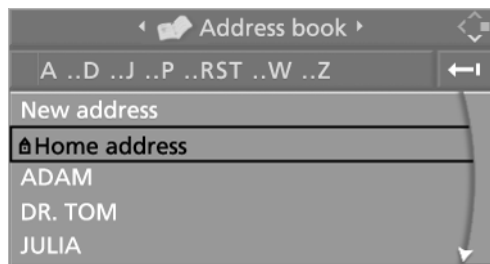 Address book
A ..D ..J ..P ..RST ..W ..Z
New address
Home address
ADAM
DR. TOM
JULIA